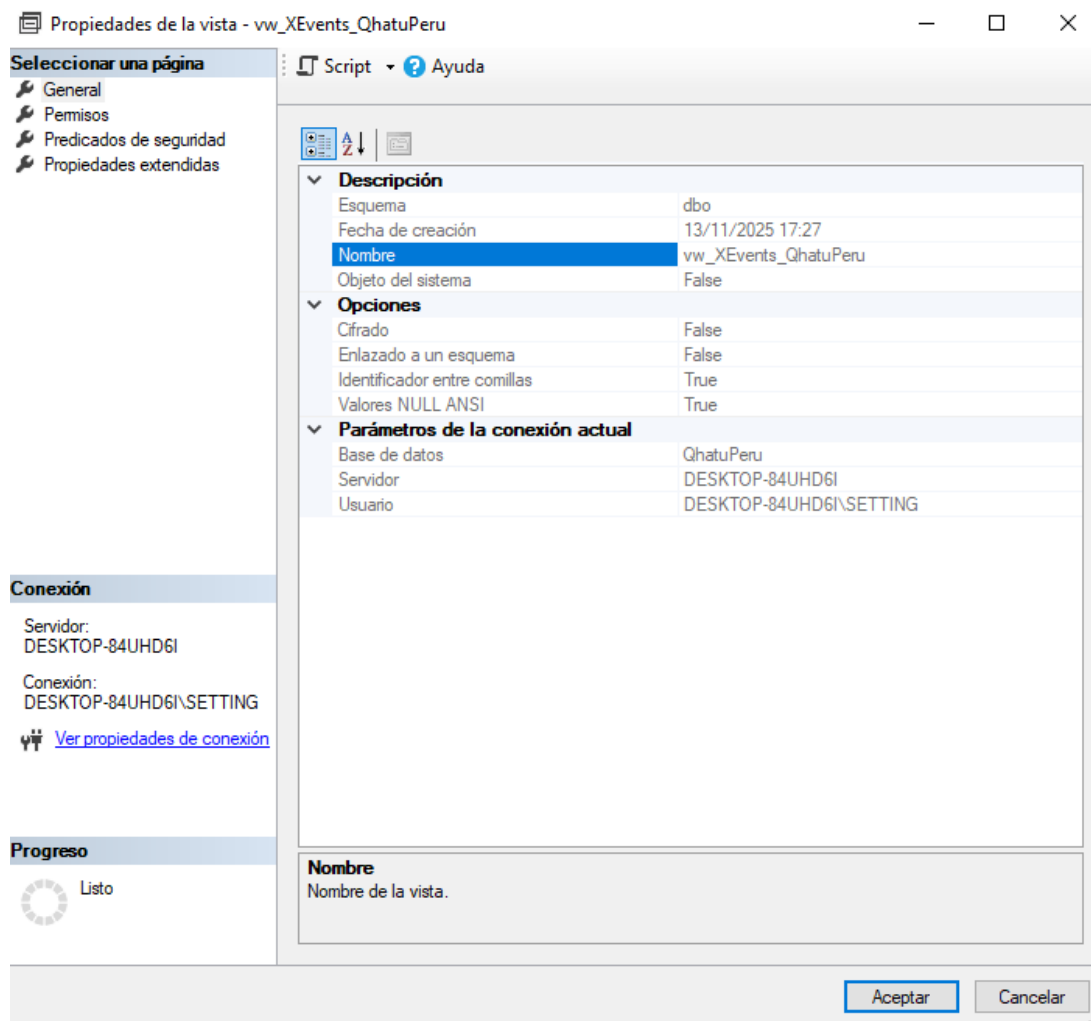 Propiedades de la vista - vw_XEvents_QhatuPeru
Seleccionar una página
General
Permisos
Predicados de seguridad
Propiedades extendidas
Script Ayuda
Descripción
Esquema dbo
Fecha de creación 13/11/2025 17:27
Nombre vw_XEvents_QhatuPeru
Objeto del sistema False
Opciones
Cifrado False
Enlazado a un esquema False
Identificador entre comillas True
Valores NULL ANSI True
Parámetros de la conexión actual
Base de datos QhatuPeru
Servidor DESKTOP-84UHD6I
Usuario DESKTOP-84UHD6I\SETTING
Conexión
Servidor:
DESKTOP-84UHD6I
Conexión:
DESKTOP-84UHD6I\SETTING
Ver propiedades de conexión
Progreso
Listo
Nombre
Nombre de la vista.
Aceptar Cancelar